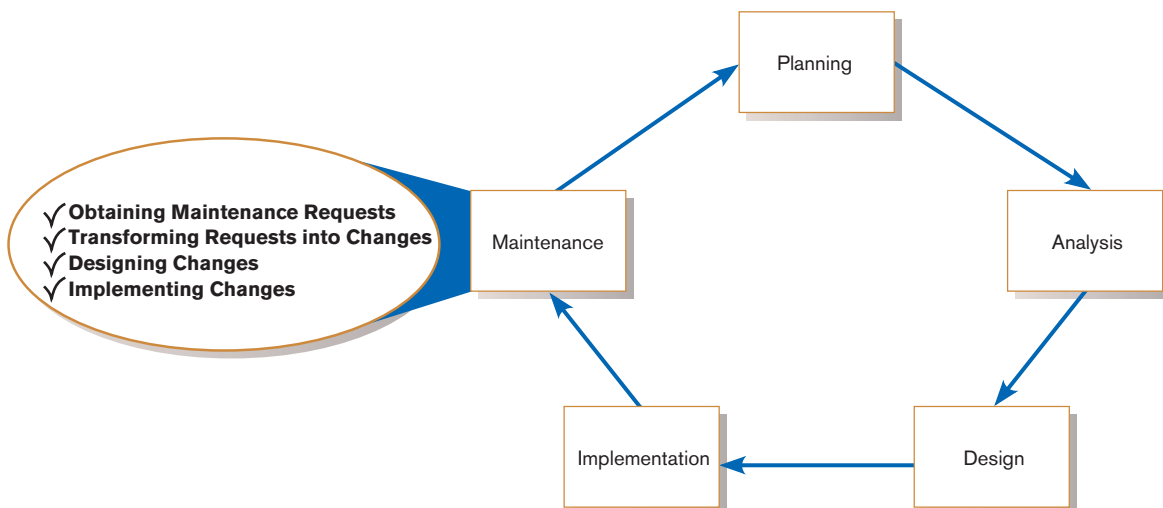 Planning
Obtaining Maintenance Requests
Transforming Requests into Changes
Designing Changes
Implementing Changes
Maintenance
Analysis
Implementation
Design